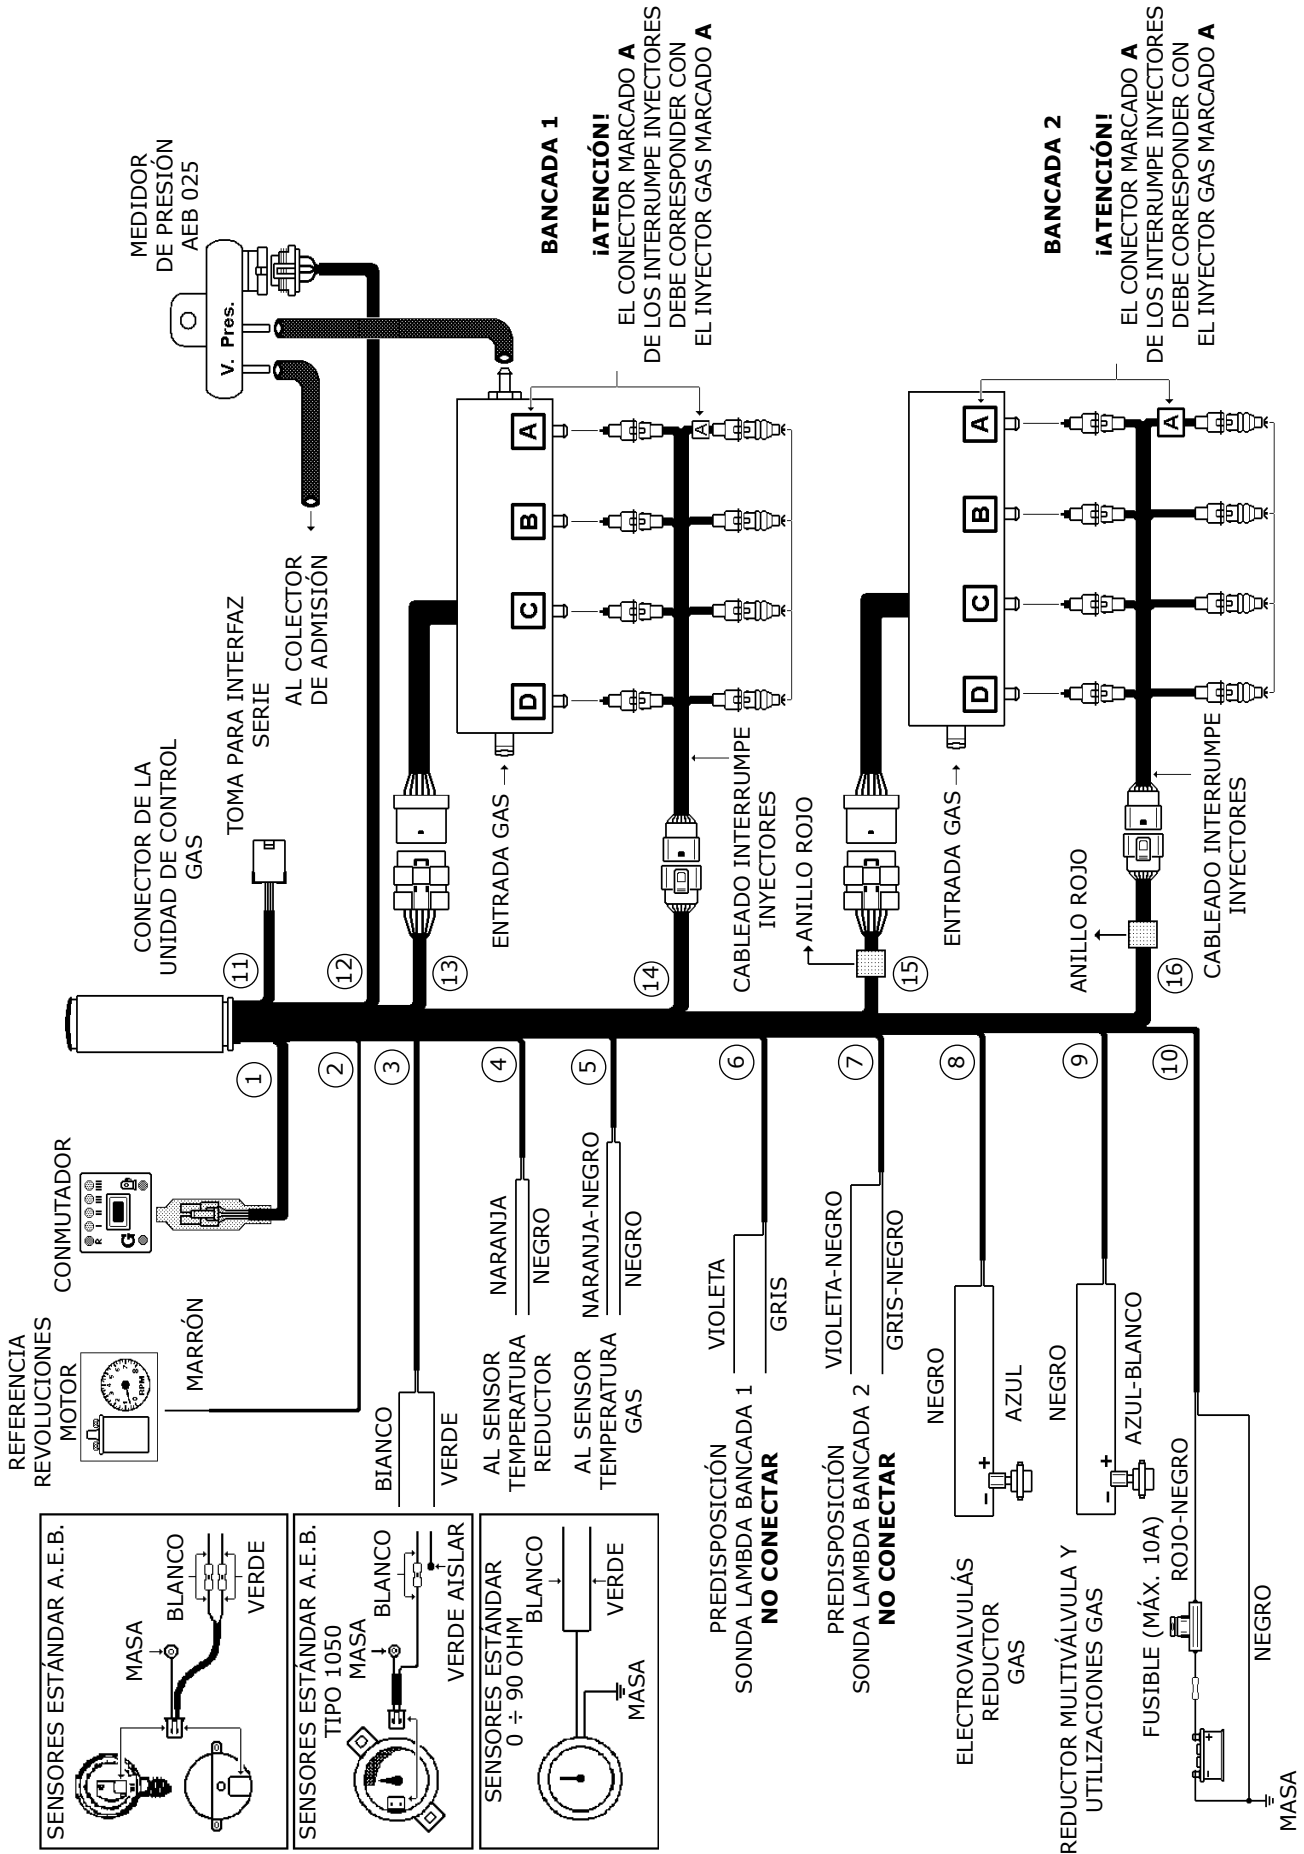 REFERENCIA
REVOLUCIONES
MOTOR
MARRÓN
CONMUTADOR
R I II III IIII
RPM
CONECTOR DE LA
UNIDAD DE CONTROL
GAS
TOMA PARA INTERFAZ
SERIE
AL COLECTOR
DE ADMISIÓN
MEDIDOR
DE PRESIÓN
AEB 025
V. Pres.
1
2
3
4
5
6
7
8
9
10
11
12
13
14
15
16
SENSORES ESTÁNDAR A.E.B.
MASA
BLANCO
VERDE
SENSORES ESTÁNDAR A.E.B.
TIPO 1050
MASA
BLANCO
VERDE AISLAR
SENSORES ESTÁNDAR
0 ÷ 90 OHM
BLANCO
VERDE
MASA
BIANCO
VERDE
AL SENSOR
TEMPERATURA
REDUCTOR
NARANJA
NEGRO
AL SENSOR
TEMPERATURA
GAS
NARANJA-NEGRO
NEGRO
PREDISPOSICIÓN
SONDA LAMBDA BANCADA 1
NO CONECTAR
VIOLETA
GRIS
PREDISPOSICIÓN
SONDA LAMBDA BANCADA 2
NO CONECTAR
VIOLETA-NEGRO
GRIS-NEGRO
ELECTROVALVULÁS
REDUCTOR
GAS
NEGRO
AZUL
- +
REDUCTOR MULTIVÁLVULA Y
UTILIZACIONES GAS
NEGRO
AZUL-BLANCO
- +
FUSIBLE (MÁX. 10A)
ROJO-NEGRO
NEGRO
MASA
ENTRADA GAS
D C B A
A
CABLEADO INTERRUMPE
INYECTORES
BANCADA 1
¡ATENCIÓN!
EL CONECTOR MARCADO A
DE LOS INTERRUMPE INYECTORES
DEBE CORRESPONDER CON
EL INYECTOR GAS MARCADO A
ANILLO ROJO
ENTRADA GAS
D C B A
A
ANILLO ROJO
CABLEADO INTERRUMPE
INYECTORES
BANCADA 2
¡ATENCIÓN!
EL CONECTOR MARCADO A
DE LOS INTERRUMPE INYECTORES
DEBE CORRESPONDER CON
EL INYECTOR GAS MARCADO A